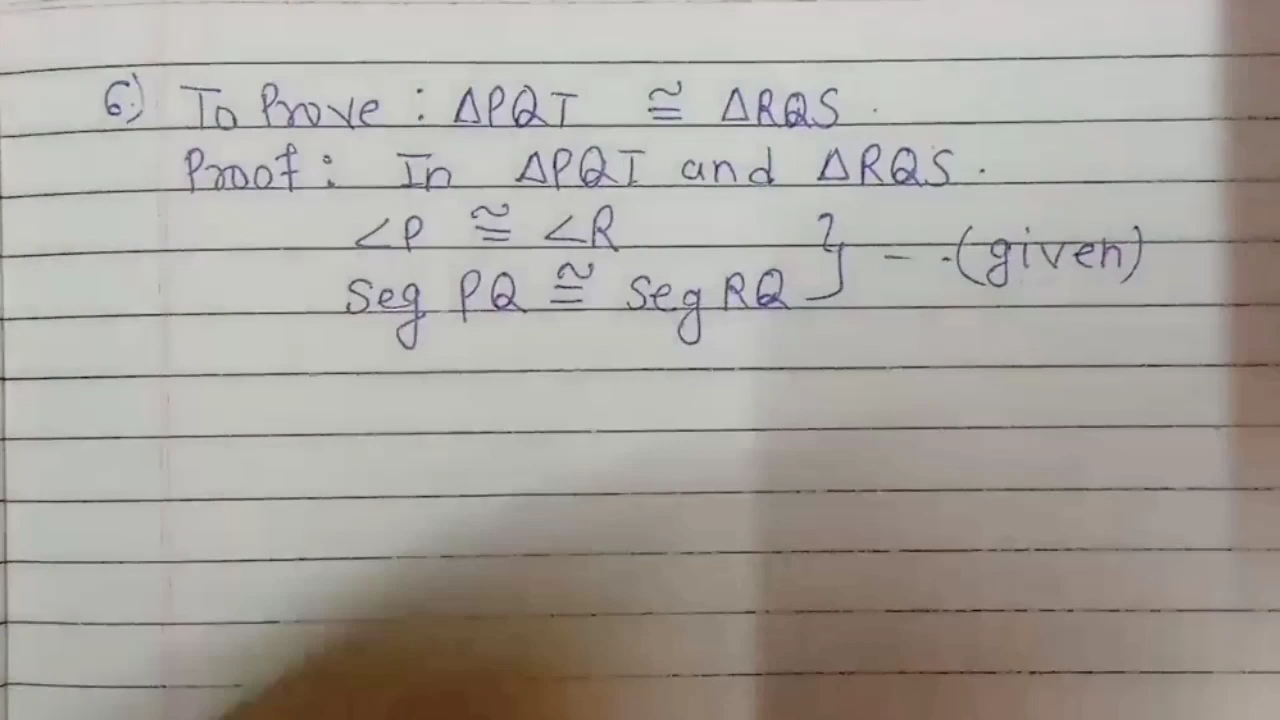 6) To Prove : ΔPQT ≅ ΔRQS.
Proof : In ΔPQT and ΔRQS.
∠P ≅ ∠R
seg PQ ≅ seg RQ } - - . (given)